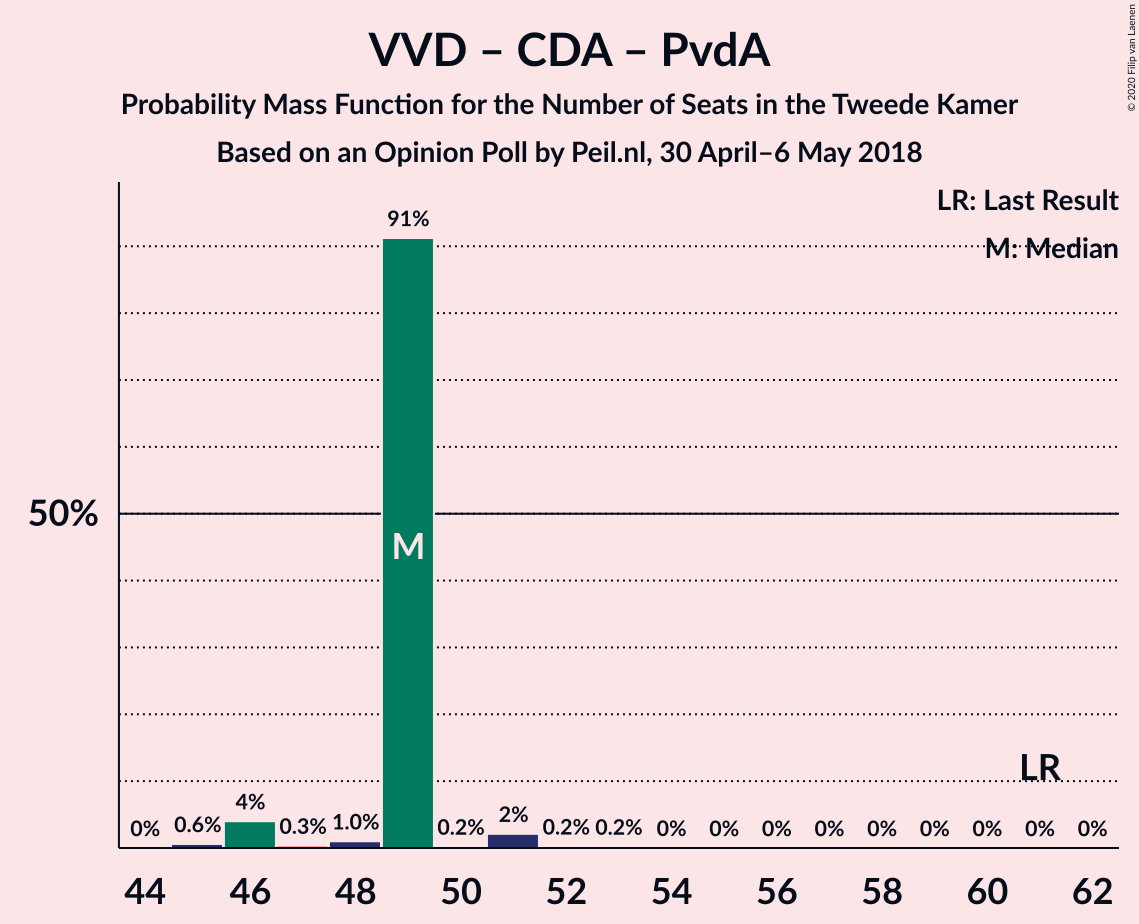 VVD – CDA – PvdA
Probability Mass Function for the Number of Seats in the Tweede Kamer
Based on an Opinion Poll by Peil.nl, 30 April–6 May 2018
© 2020 Filip van Laenen
LR: Last Result
M: Median
91%
50%
M
LR
0% 0.6% 4% 0.3% 1.0% 0.2% 2% 0.2% 0.2% 0% 0% 0% 0% 0% 0% 0% 0% 0%
44 46 48 50 52 54 56 58 60 62